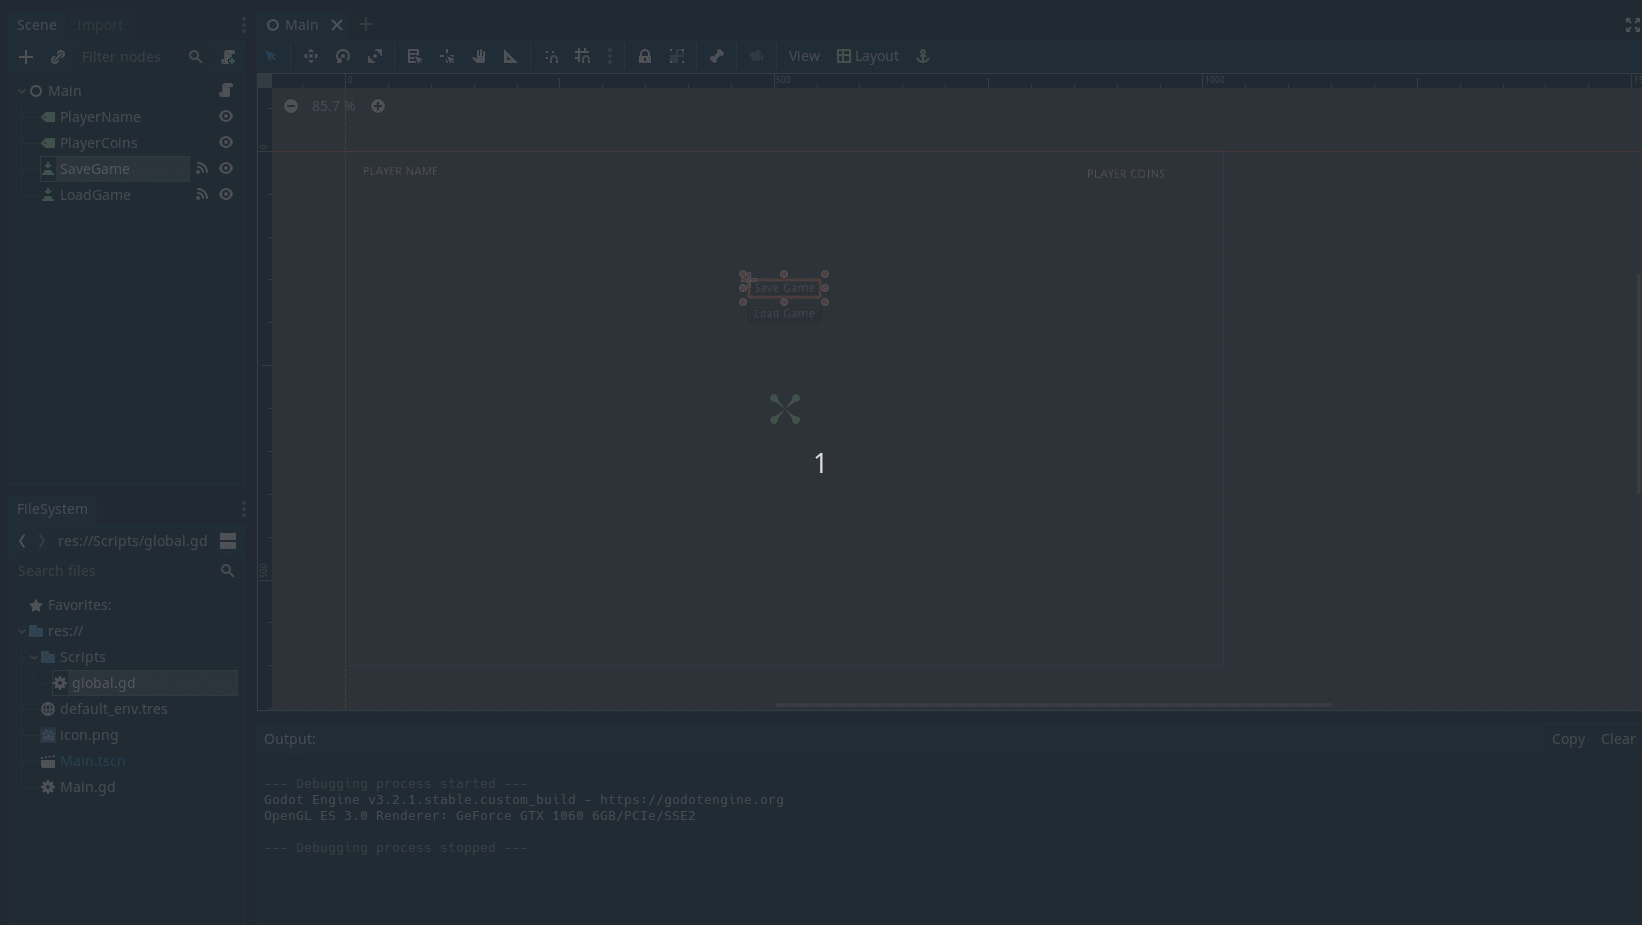 Scene Import
Filter nodes
Main
PlayerName
PlayerCoins
SaveGame
LoadGame
FileSystem
res://Scripts/global.gd
Search files
Favorites:
res://
Scripts
global.gd
default_env.tres
icon.png
Main.tscn
Main.gd
Main
View Layout
0 500 1000
85.7 %
0
500
PLAYER NAME
PLAYER COINS
Save Game
Load Game
1
Output:
Copy Clear
--- Debugging process started ---
Godot Engine v3.2.1.stable.custom_build - https://godotengine.org
OpenGL ES 3.0 Renderer: GeForce GTX 1060 6GB/PCIe/SSE2
--- Debugging process stopped ---